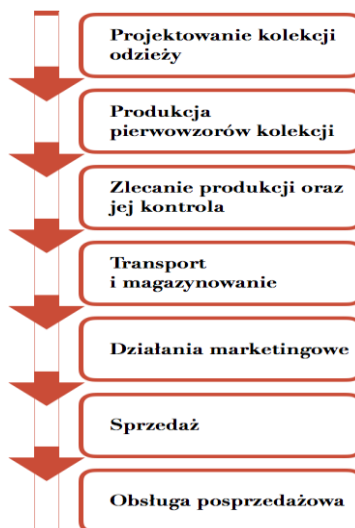 Projektowanie kolekcji
odzieży
Produkcja
pierwowzorów kolekcji
Zlecanie produkcji oraz
jej kontrola
Transport
i magazynowanie
Działania marketingowe
Sprzedaż
Obsługa posprzedażowa